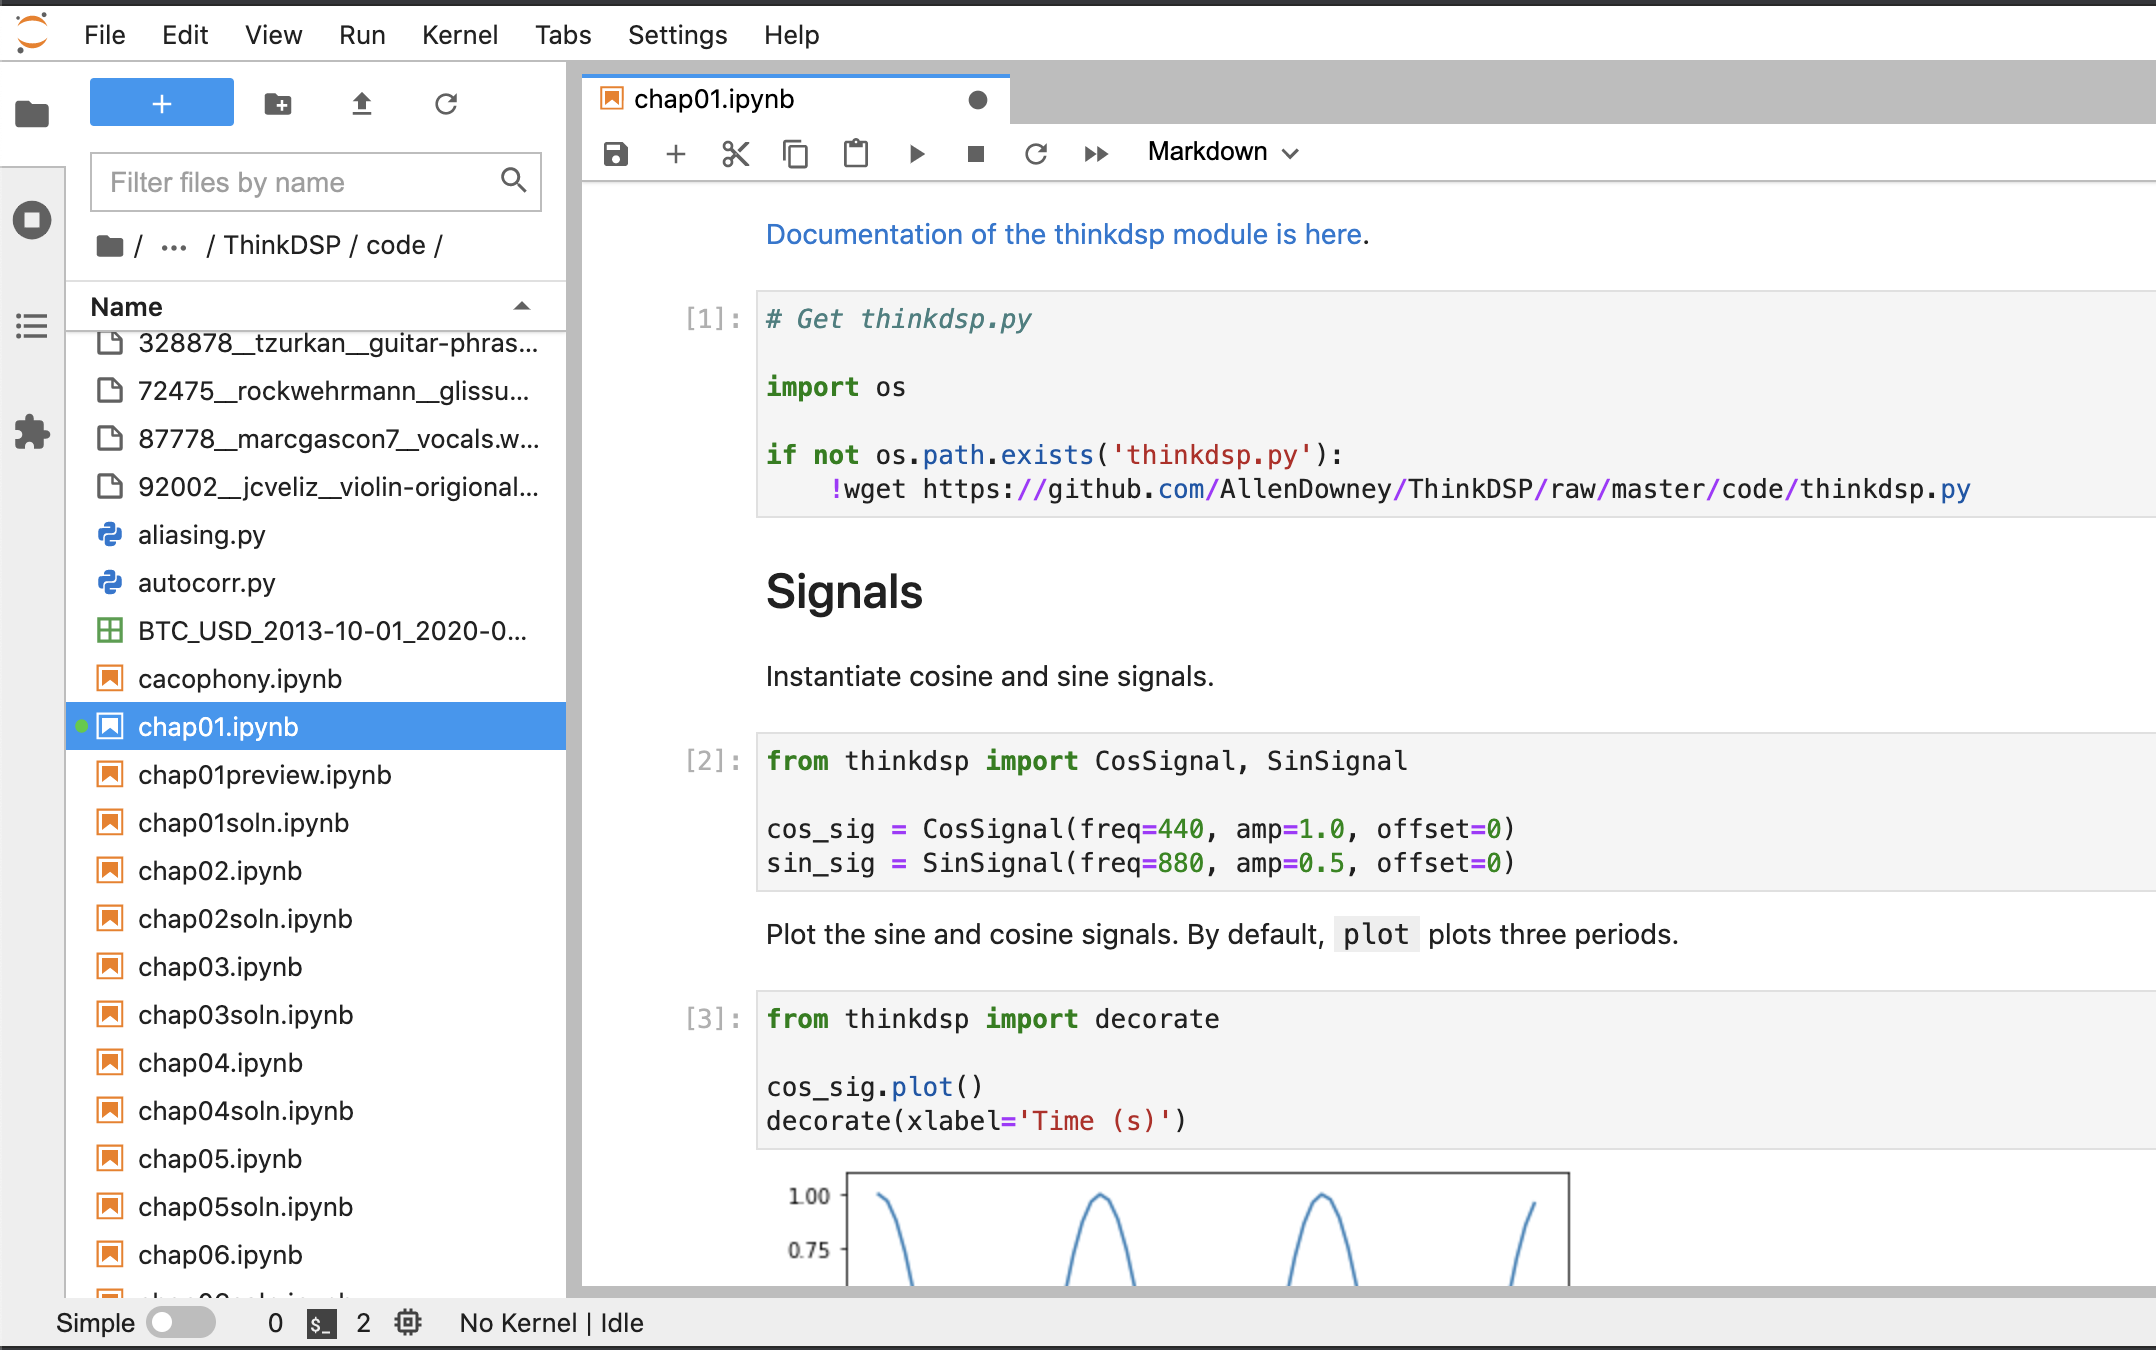 File Edit View Run Kernel Tabs Settings Help
+
Filter files by name
/ ... / ThinkDSP / code /
Name
328878__tzurkan__guitar-phras...
72475__rockwehrmann__glissu...
87778__marcgascon7__vocals.w...
92002__jcveliz__violin-origional...
aliasing.py
autocorr.py
BTC_USD_2013-10-01_2020-0...
cacophony.ipynb
chap01.ipynb
chap01preview.ipynb
chap01soln.ipynb
chap02.ipynb
chap02soln.ipynb
chap03.ipynb
chap03soln.ipynb
chap04.ipynb
chap04soln.ipynb
chap05.ipynb
chap05soln.ipynb
chap06.ipynb
chap01.ipynb
Markdown
Documentation of the thinkdsp module is here.
[1]: # Get thinkdsp.py
import os
if not os.path.exists('thinkdsp.py'):
!wget https://github.com/AllenDowney/ThinkDSP/raw/master/code/thinkdsp.py
Signals
Instantiate cosine and sine signals.
[2]: from thinkdsp import CosSignal, SinSignal
cos_sig = CosSignal(freq=440, amp=1.0, offset=0)
sin_sig = SinSignal(freq=880, amp=0.5, offset=0)
Plot the sine and cosine signals. By default, plot plots three periods.
[3]: from thinkdsp import decorate
cos_sig.plot()
decorate(xlabel='Time (s)')
1.00
0.75
Simple 0 $_ 2 No Kernel | Idle